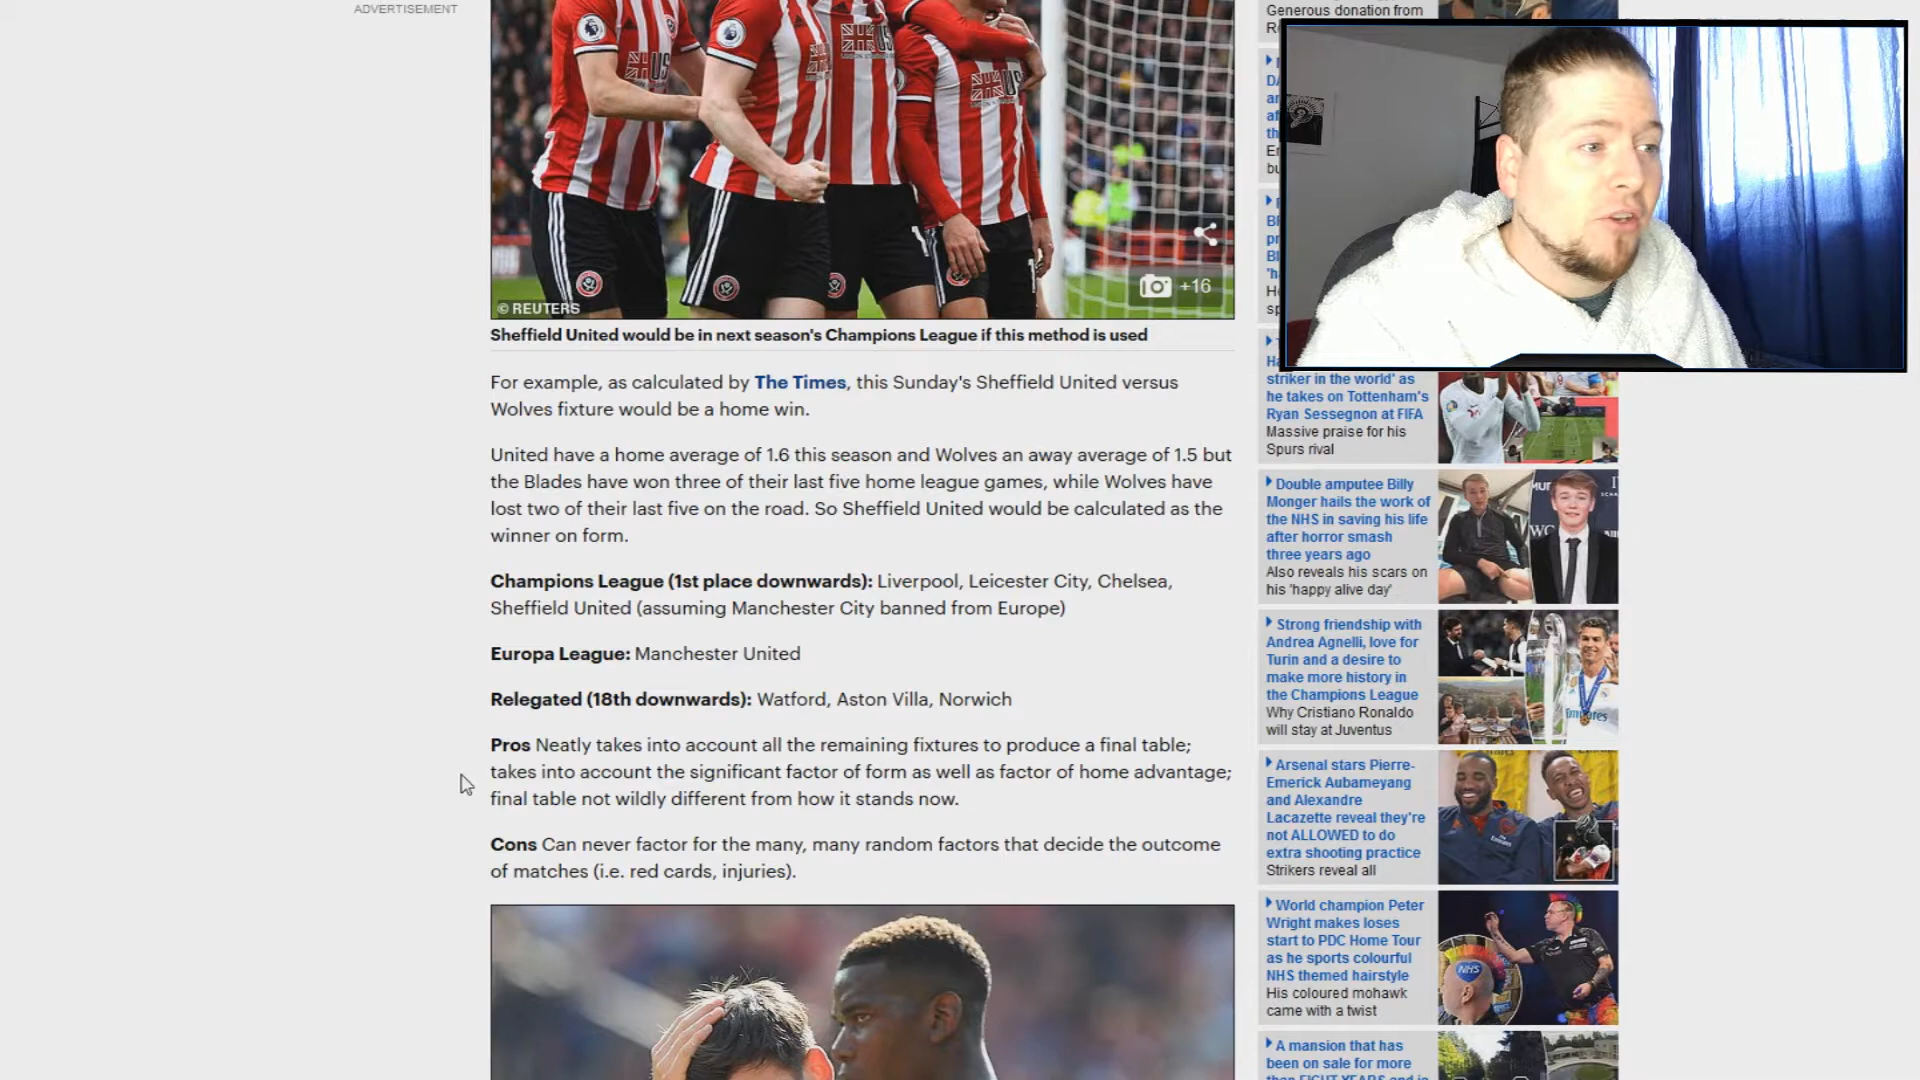 ADVERTISEMENT
Generous donation from
US
US
+16
© REUTERS
Sheffield United would be in next season's Champions League if this method is used
For example, as calculated by The Times, this Sunday's Sheffield United versus
Wolves fixture would be a home win.
United have a home average of 1.6 this season and Wolves an away average of 1.5 but
the Blades have won three of their last five home league games, while Wolves have
lost two of their last five on the road. So Sheffield United would be calculated as the
winner on form.
Champions League (1st place downwards): Liverpool, Leicester City, Chelsea,
Sheffield United (assuming Manchester City banned from Europe)
Europa League: Manchester United
Relegated (18th downwards): Watford, Aston Villa, Norwich
Pros Neatly takes into account all the remaining fixtures to produce a final table;
takes into account the significant factor of form as well as factor of home advantage;
final table not wildly different from how it stands now.
Cons Can never factor for the many, many random factors that decide the outcome
of matches (i.e. red cards, injuries).
striker in the world' as
he takes on Tottenham's
Ryan Sessegnon at FIFA
Massive praise for his
Spurs rival
Double amputee Billy
Monger hails the work of
the NHS in saving his life
after horror smash
three years ago
Also reveals his scars on
his 'happy alive day'
Strong friendship with
Andrea Agnelli, love for
Turin and a desire to
make more history in
the Champions League
Why Cristiano Ronaldo
will stay at Juventus
Arsenal stars Pierre-
Emerick Aubameyang
and Alexandre
Lacazette reveal they're
not ALLOWED to do
extra shooting practice
Strikers reveal all
World champion Peter
Wright makes loses
start to PDC Home Tour
as he sports colourful
NHS themed hairstyle
His coloured mohawk
came with a twist
NHS
A mansion that has
been on sale for more
than EIGHT YEARS and is